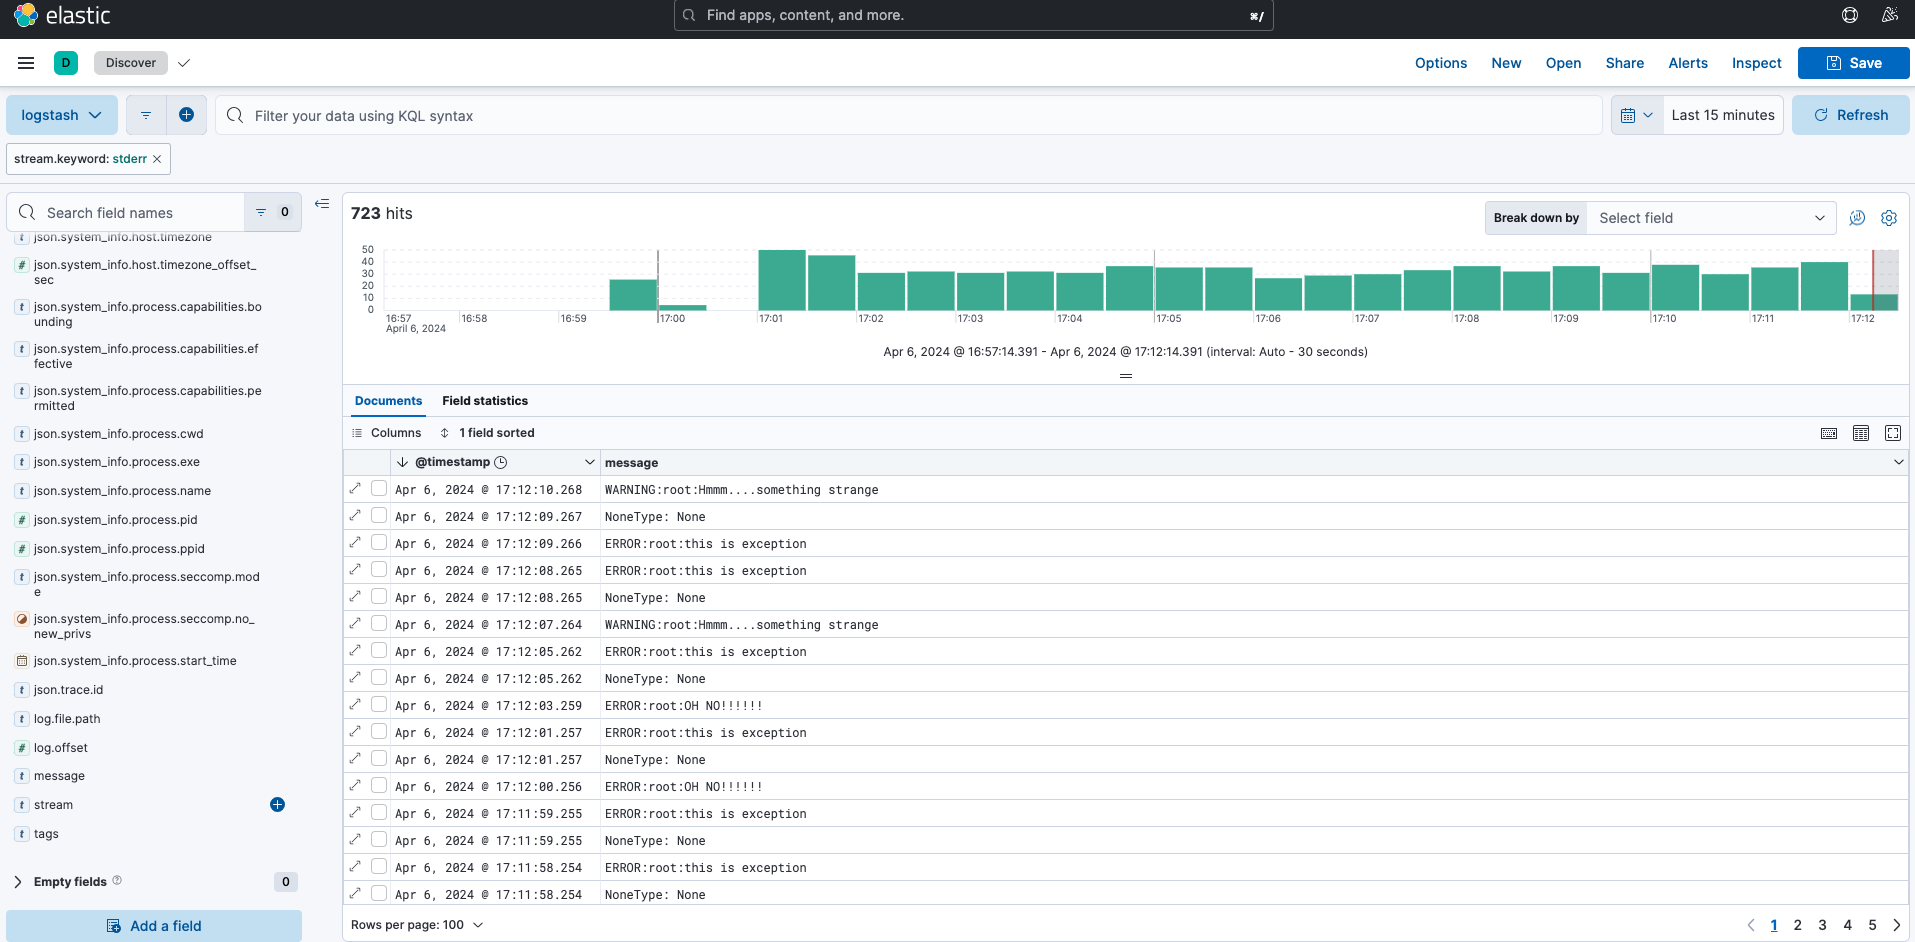 elastic
Find apps, content, and more.
⌘/
D
Discover
Options
New
Open
Share
Alerts
Inspect
Save
logstash
Filter your data using KQL syntax
Last 15 minutes
Refresh
stream.keyword: stderr
Search field names
0
json.system_info.host.timezone
json.system_info.host.timezone_offset_
sec
json.system_info.process.capabilities.bo
unding
json.system_info.process.capabilities.ef
fective
json.system_info.process.capabilities.pe
rmitted
json.system_info.process.cwd
json.system_info.process.exe
json.system_info.process.name
json.system_info.process.pid
json.system_info.process.ppid
json.system_info.process.seccomp.mod
e
json.system_info.process.seccomp.no_
new_privs
json.system_info.process.start_time
json.trace.id
log.file.path
log.offset
message
stream
tags
Empty fields
0
Add a field
723 hits
Break down by
Select field
50
40
30
20
10
0
16:57
April 6, 2024
16:58
16:59
17:00
17:01
17:02
17:03
17:04
17:05
17:06
17:07
17:08
17:09
17:10
17:11
17:12
Apr 6, 2024 @ 16:57:14.391 - Apr 6, 2024 @ 17:12:14.391 (interval: Auto - 30 seconds)
Documents
Field statistics
Columns
1 field sorted
@timestamp
message
Apr 6, 2024 @ 17:12:10.268 WARNING:root:Hmmm....something strange
Apr 6, 2024 @ 17:12:09.267 NoneType: None
Apr 6, 2024 @ 17:12:09.266 ERROR:root:this is exception
Apr 6, 2024 @ 17:12:08.265 ERROR:root:this is exception
Apr 6, 2024 @ 17:12:08.265 NoneType: None
Apr 6, 2024 @ 17:12:07.264 WARNING:root:Hmmm....something strange
Apr 6, 2024 @ 17:12:05.262 ERROR:root:this is exception
Apr 6, 2024 @ 17:12:05.262 NoneType: None
Apr 6, 2024 @ 17:12:03.259 ERROR:root:OH NO!!!!!!
Apr 6, 2024 @ 17:12:01.257 ERROR:root:this is exception
Apr 6, 2024 @ 17:12:01.257 NoneType: None
Apr 6, 2024 @ 17:12:00.256 ERROR:root:OH NO!!!!!!
Apr 6, 2024 @ 17:11:59.255 ERROR:root:this is exception
Apr 6, 2024 @ 17:11:59.255 NoneType: None
Apr 6, 2024 @ 17:11:58.254 ERROR:root:this is exception
Apr 6, 2024 @ 17:11:58.254 NoneType: None
Rows per page: 100
1 2 3 4 5